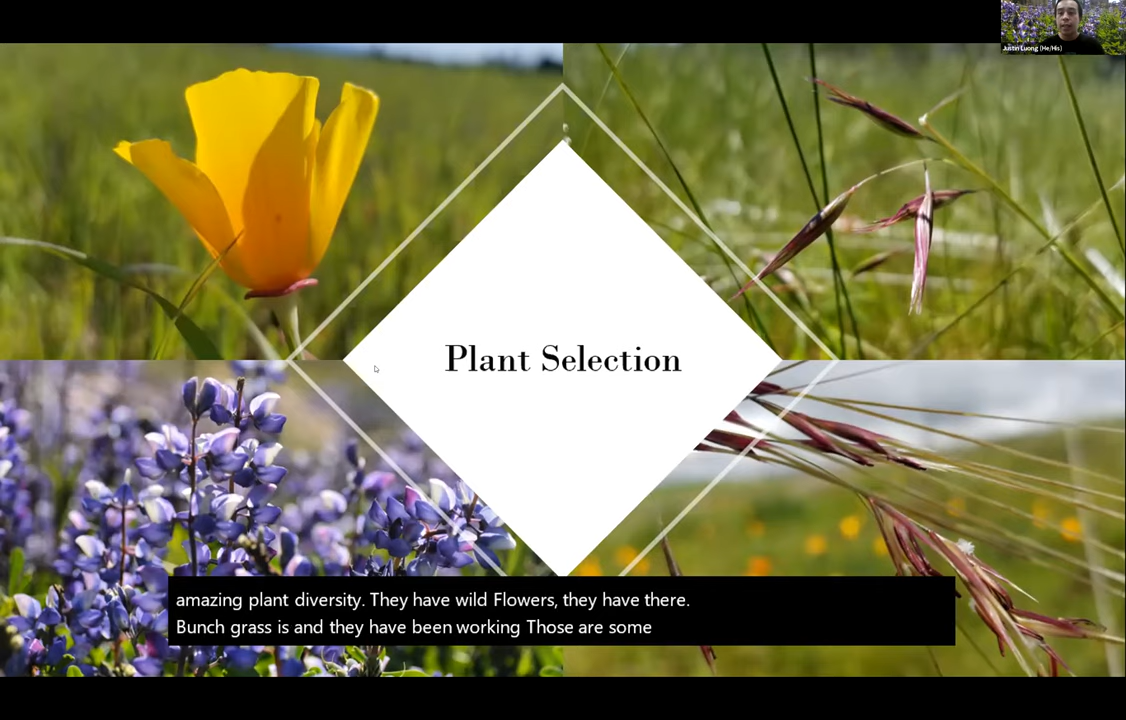 Justin Luong (He/His)
Plant Selection
amazing plant diversity. They have wild Flowers, they have there.
Bunch grass is and they have been working Those are some